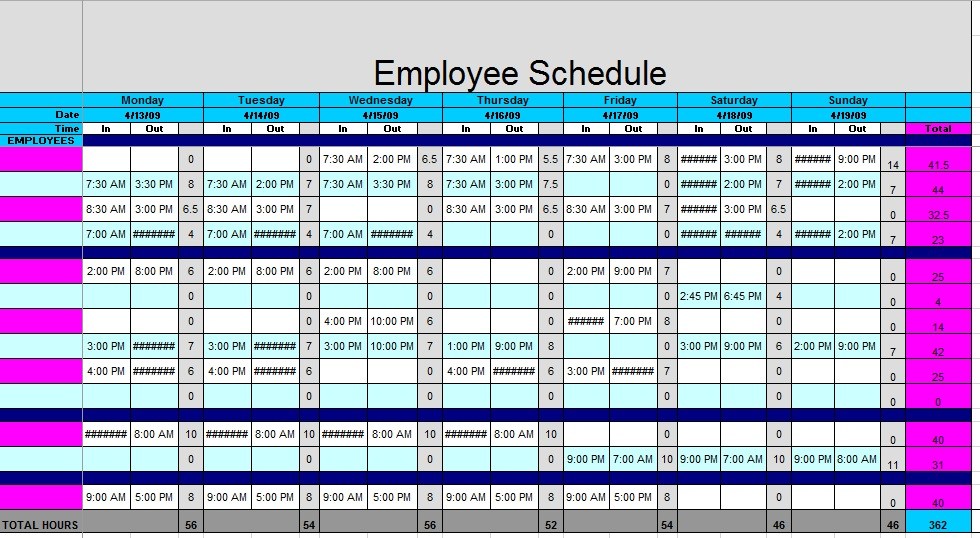 Employee Schedule
Monday Tuesday Wednesday Thursday Friday Saturday Sunday
Date 4/13/09 4/14/09 4/15/09 4/16/09 4/17/09 4/18/09 4/19/09
Time In Out In Out In Out In Out In Out In Out In Out Total
EMPLOYEES
0 0 7:30 AM 2:00 PM 6.5 7:30 AM 1:00 PM 5.5 7:30 AM 3:00 PM 8 ###### 3:00 PM 8 ###### 9:00 PM 14 41.5
7:30 AM 3:30 PM 8 7:30 AM 2:00 PM 7 7:30 AM 3:30 PM 8 7:30 AM 3:00 PM 7.5 0 ###### 2:00 PM 7 ###### 2:00 PM 7 44
8:30 AM 3:00 PM 6.5 8:30 AM 3:00 PM 7 0 8:30 AM 3:00 PM 6.5 8:30 AM 3:00 PM 7 ###### 3:00 PM 6.5 0 32.5
7:00 AM ####### 4 7:00 AM ####### 4 7:00 AM ####### 4 0 0 ###### ###### 4 ###### 2:00 PM 7 23
2:00 PM 8:00 PM 6 2:00 PM 8:00 PM 6 2:00 PM 8:00 PM 6 0 2:00 PM 9:00 PM 7 0 0 25
0 0 0 0 0 2:45 PM 6:45 PM 4 0 4
0 0 4:00 PM 10:00 PM 6 0 ###### 7:00 PM 8 0 0 14
3:00 PM ####### 7 3:00 PM ####### 7 3:00 PM 10:00 PM 7 1:00 PM 9:00 PM 8 0 3:00 PM 9:00 PM 6 2:00 PM 9:00 PM 7 42
4:00 PM ####### 6 4:00 PM ####### 6 0 4:00 PM ####### 6 3:00 PM ####### 7 0 0 25
0 0 0 0 0 0 0 0
####### 8:00 AM 10 ####### 8:00 AM 10 ####### 8:00 AM 10 ####### 8:00 AM 10 0 0 0 40
0 0 0 0 9:00 PM 7:00 AM 10 9:00 PM 7:00 AM 10 9:00 PM 8:00 AM 11 31
9:00 AM 5:00 PM 8 9:00 AM 5:00 PM 8 9:00 AM 5:00 PM 8 9:00 AM 5:00 PM 8 9:00 AM 5:00 PM 8 0 0 40
TOTAL HOURS 56 54 56 52 54 46 46 362